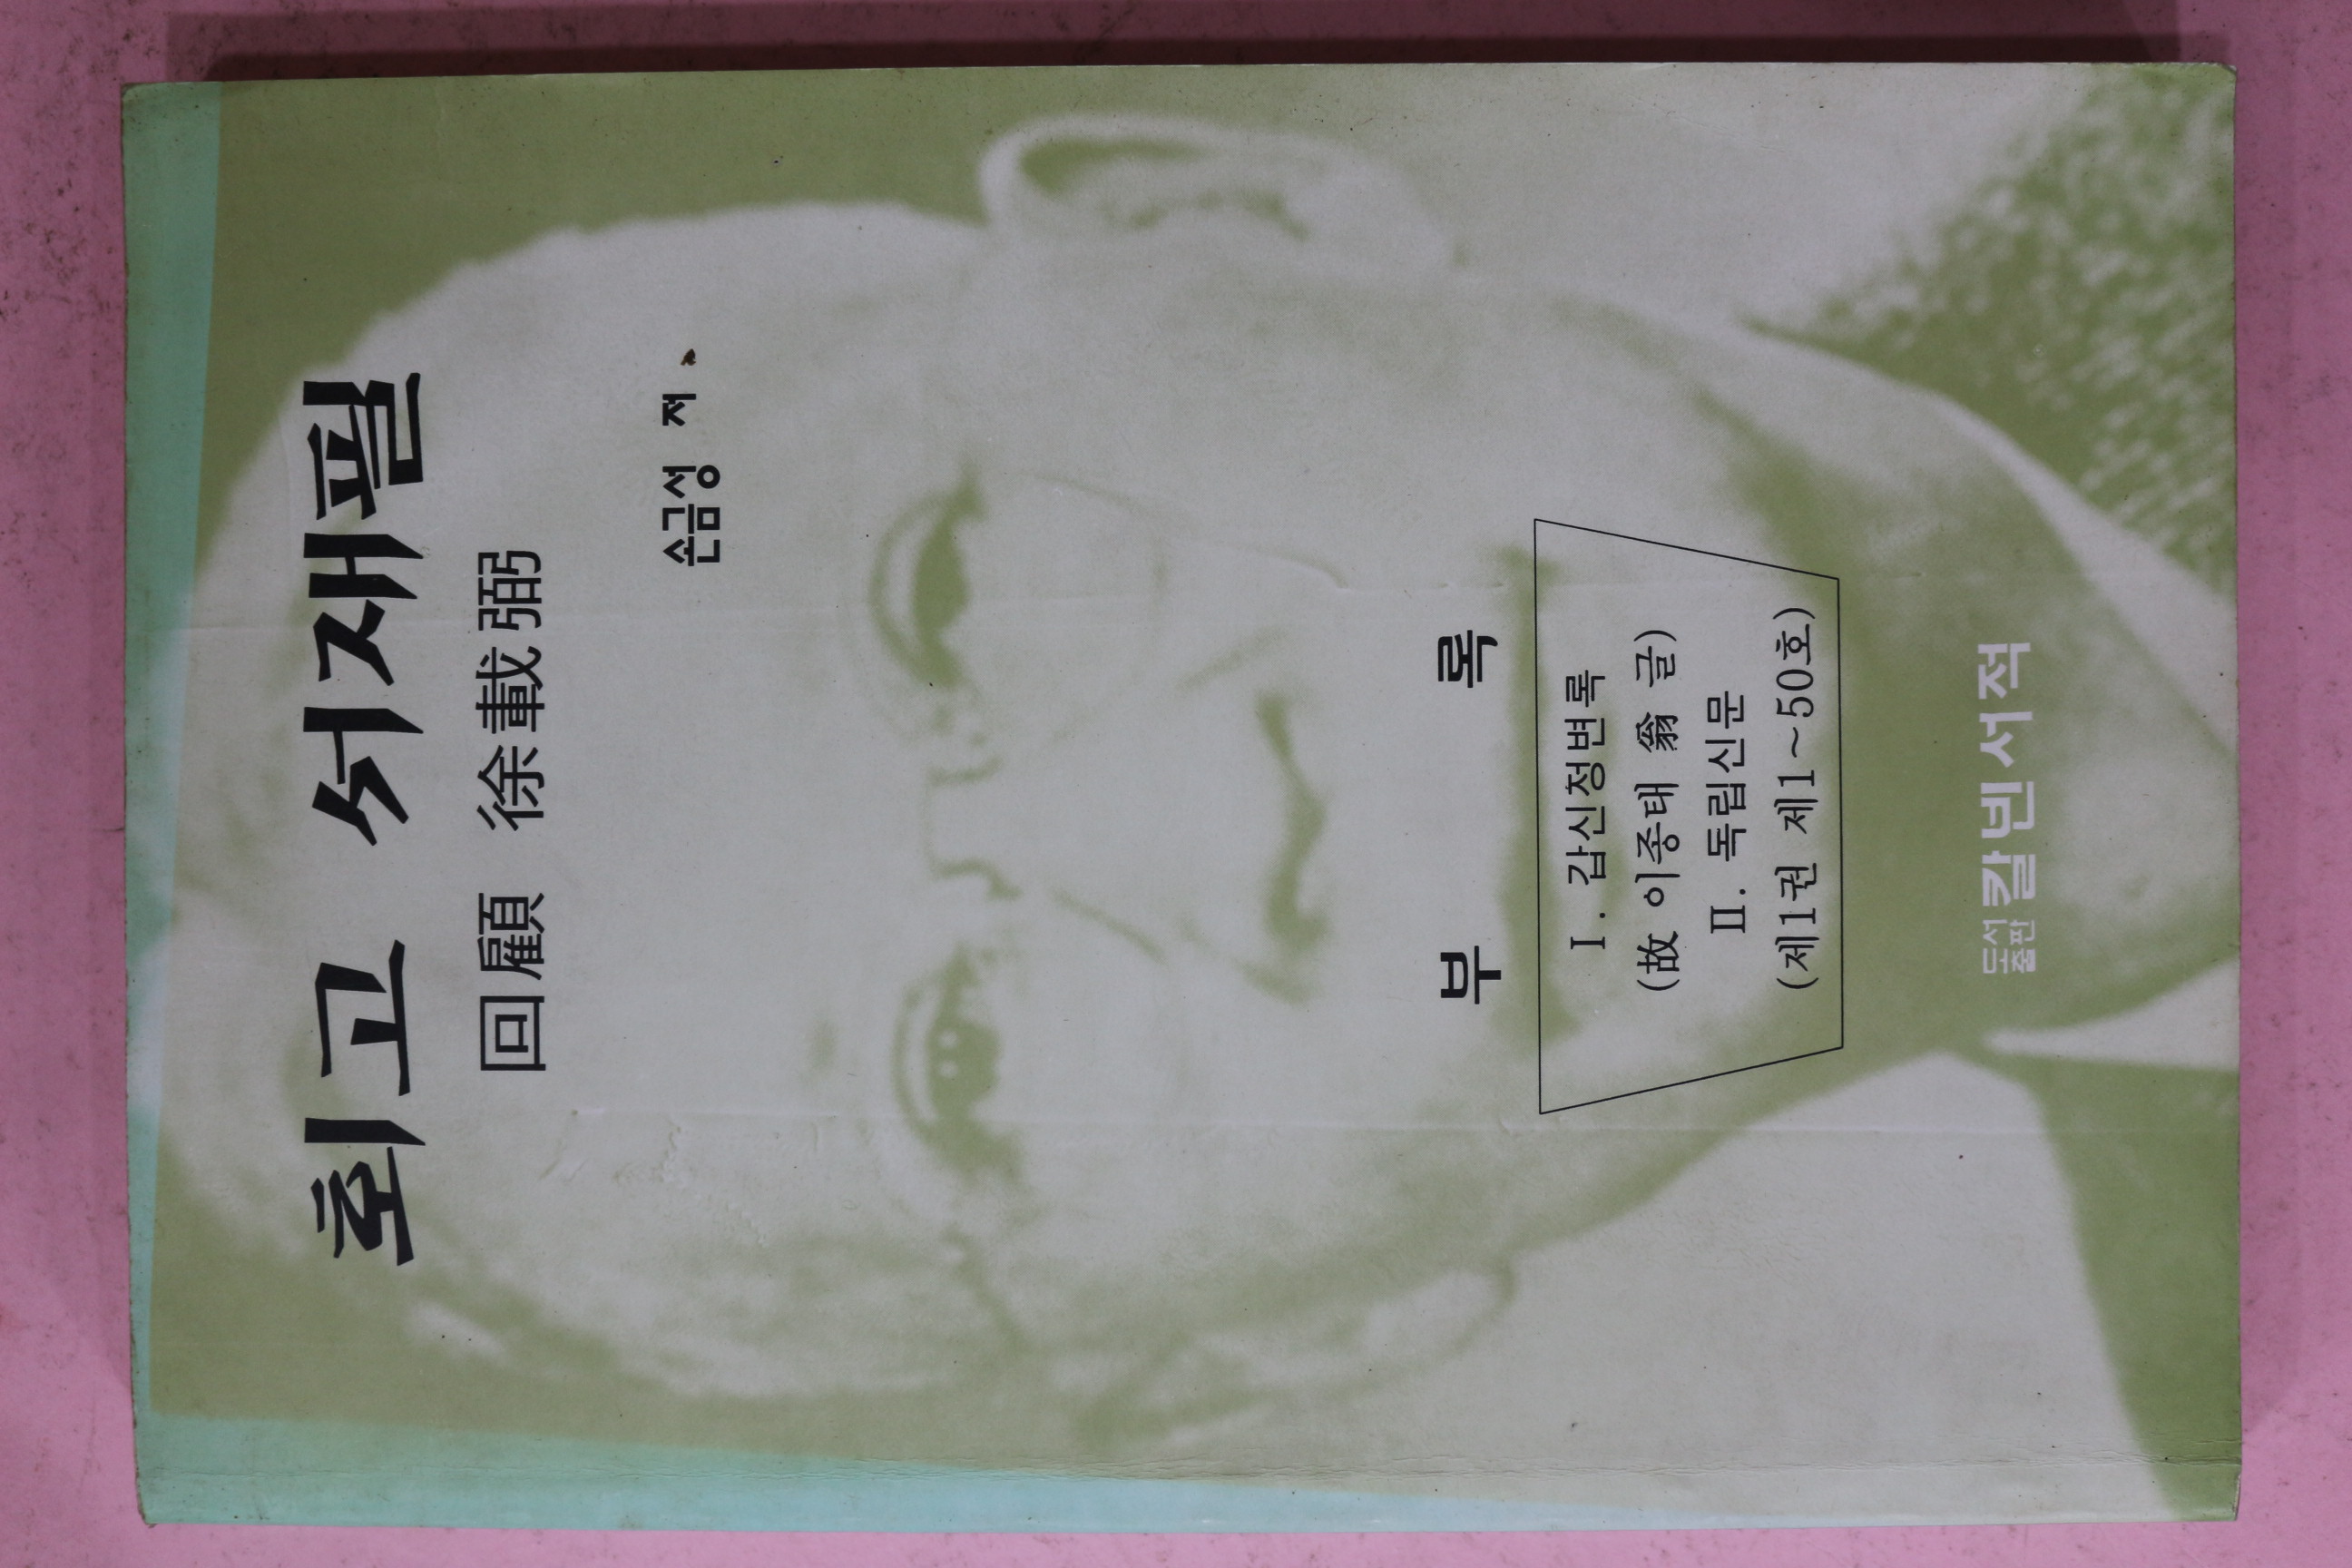 회고 서재필
回顧 徐載弼
손금성 저
부 록
I. 갑신정변록
(故 이종태 翁 글)
II. 독립신문
(제1권 제1~50호)
도서출판 칼빈서적